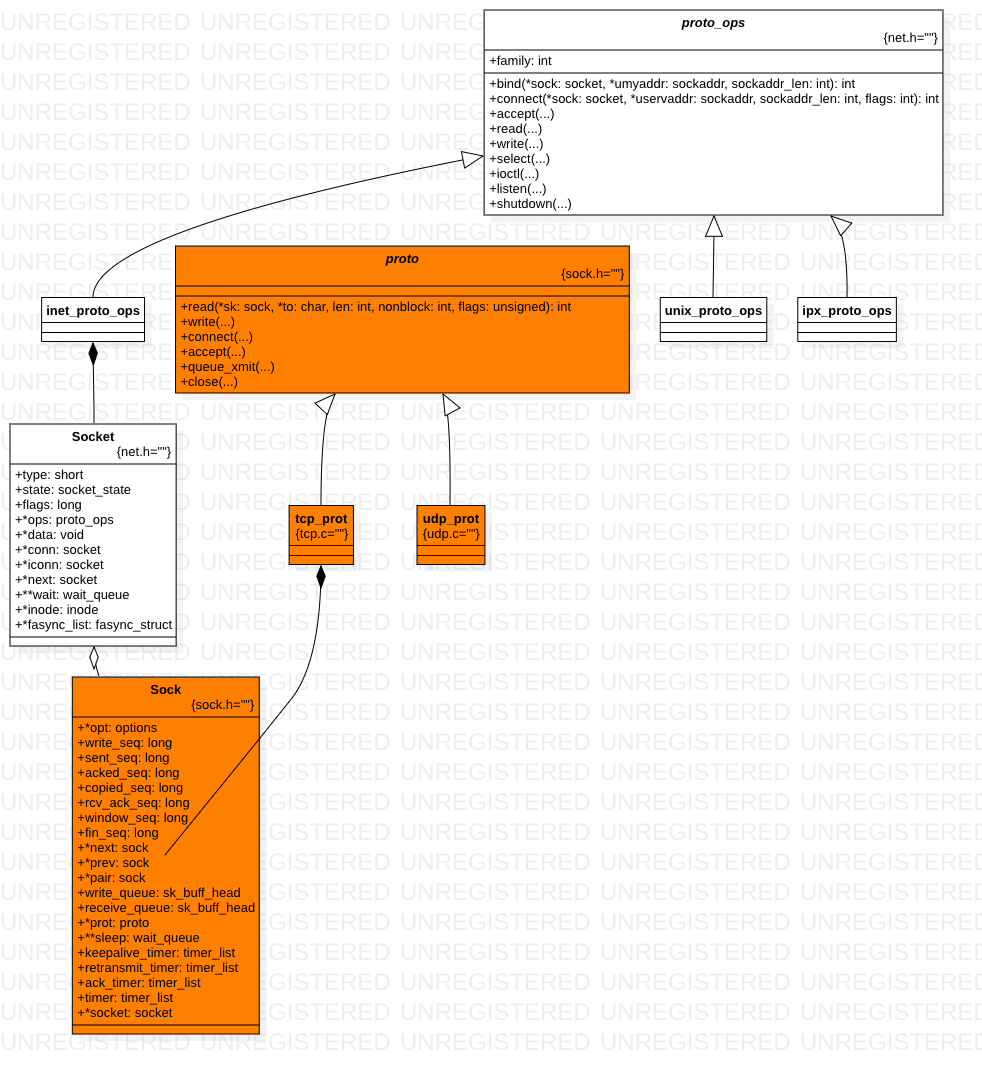 proto_ops
{net.h=""}
+family: int
+bind(*sock: socket, *umyaddr: sockaddr, sockaddr_len: int): int
+connect(*sock: socket, *uservaddr: sockaddr, sockaddr_len: int, flags: int): int
+accept(...)
+read(...)
+write(...)
+select(...)
+ioctl(...)
+listen(...)
+shutdown(...)
proto
{sock.h=""}
+read(*sk: sock, *to: char, len: int, nonblock: int, flags: unsigned): int
+write(...)
+connect(...)
+accept(...)
+queue_xmit(...)
+close(...)
inet_proto_ops
unix_proto_ops
ipx_proto_ops
Socket
{net.h=""}
+type: short
+state: socket_state
+flags: long
+*ops: proto_ops
+*data: void
+*conn: socket
+*iconn: socket
+*next: socket
+**wait: wait_queue
+*inode: inode
+*fasync_list: fasync_struct
tcp_prot
{tcp.c=""}
udp_prot
{udp.c=""}
Sock
{sock.h=""}
+*opt: options
+write_seq: long
+sent_seq: long
+acked_seq: long
+copied_seq: long
+rcv_ack_seq: long
+window_seq: long
+fin_seq: long
+*next: sock
+*prev: sock
+*pair: sock
+write_queue: sk_buff_head
+receive_queue: sk_buff_head
+*prot: proto
+**sleep: wait_queue
+keepalive_timer: timer_list
+retransmit_timer: timer_list
+ack_timer: timer_list
+timer: timer_list
+*socket: socket
UNREGISTERED